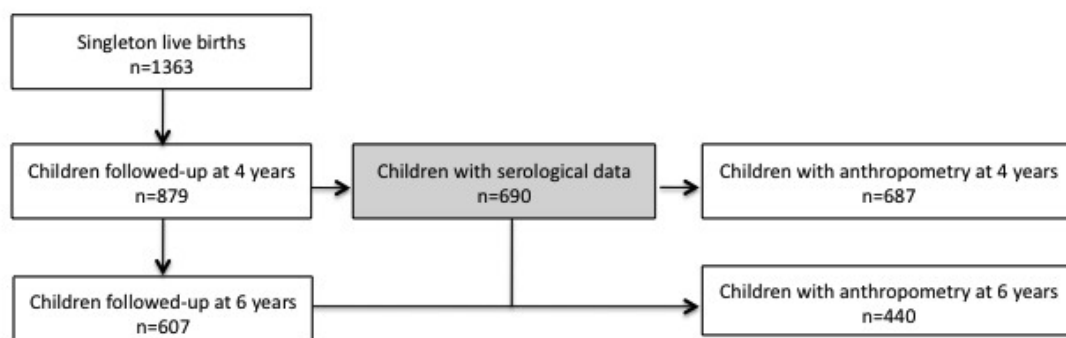 Singleton live births
n=1363
Children followed-up at 4 years
n=879
Children with serological data
n=690
Children with anthropometry at 4 years
n=687
Children followed-up at 6 years
n=607
Children with anthropometry at 6 years
n=440